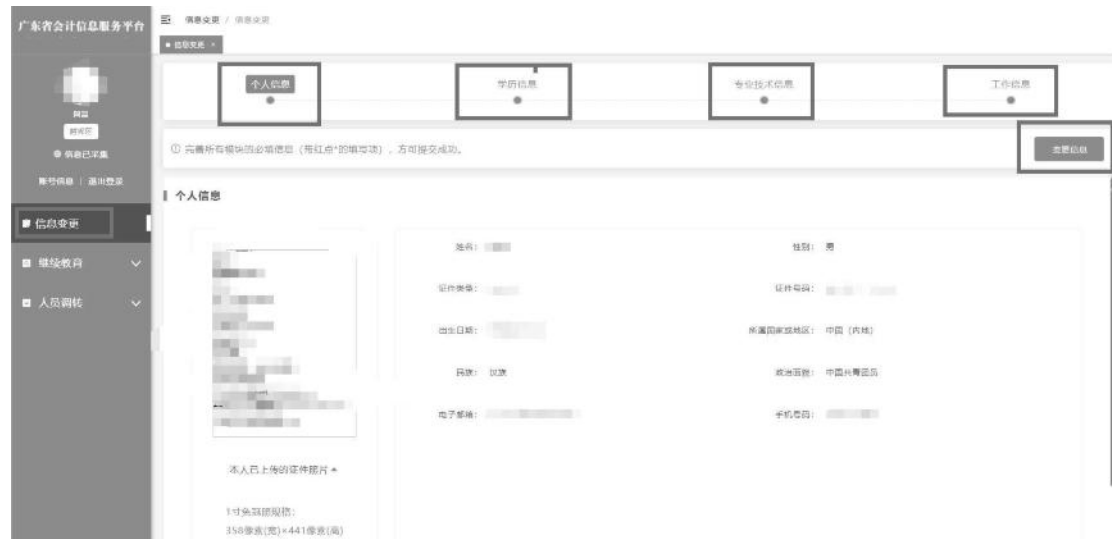 广东省会计信息服务平台
信息变更 / 信息变更
信息变更 ×
个人信息
学历信息
专业技术信息
工作信息
完善所有模块的必填信息（带红点*的填写项），方可提交成功。
变更信息
信息已采集
账号信息 | 退出登录
信息变更
继续教育
人员调转
个人信息
姓名：
性别： 男
证件类型：
证件号码：
出生日期：
所属国家或地区： 中国（内地）
民族： 汉族
政治面貌： 中国共青团员
电子邮箱：
手机号码：
本人已上传的证件照片
1寸免冠照规格：
358像素(宽)×441像素(高)